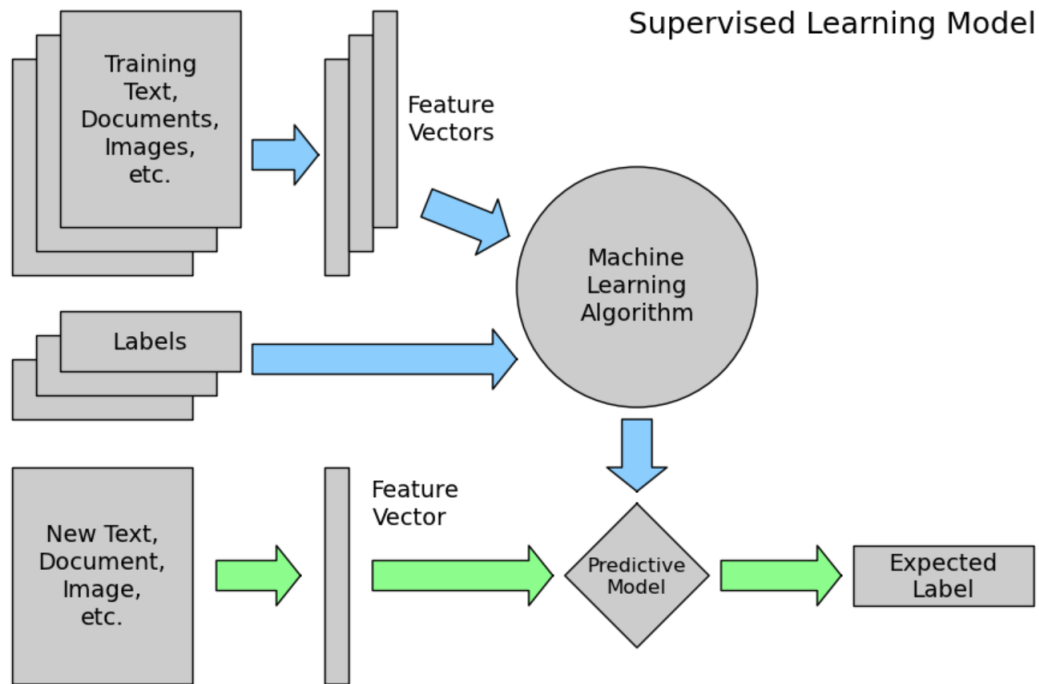 Supervised Learning Model
Training
Text,
Documents,
Images,
etc.
Feature
Vectors
Machine
Learning
Algorithm
Labels
New Text,
Document,
Image,
etc.
Feature
Vector
Predictive
Model
Expected
Label